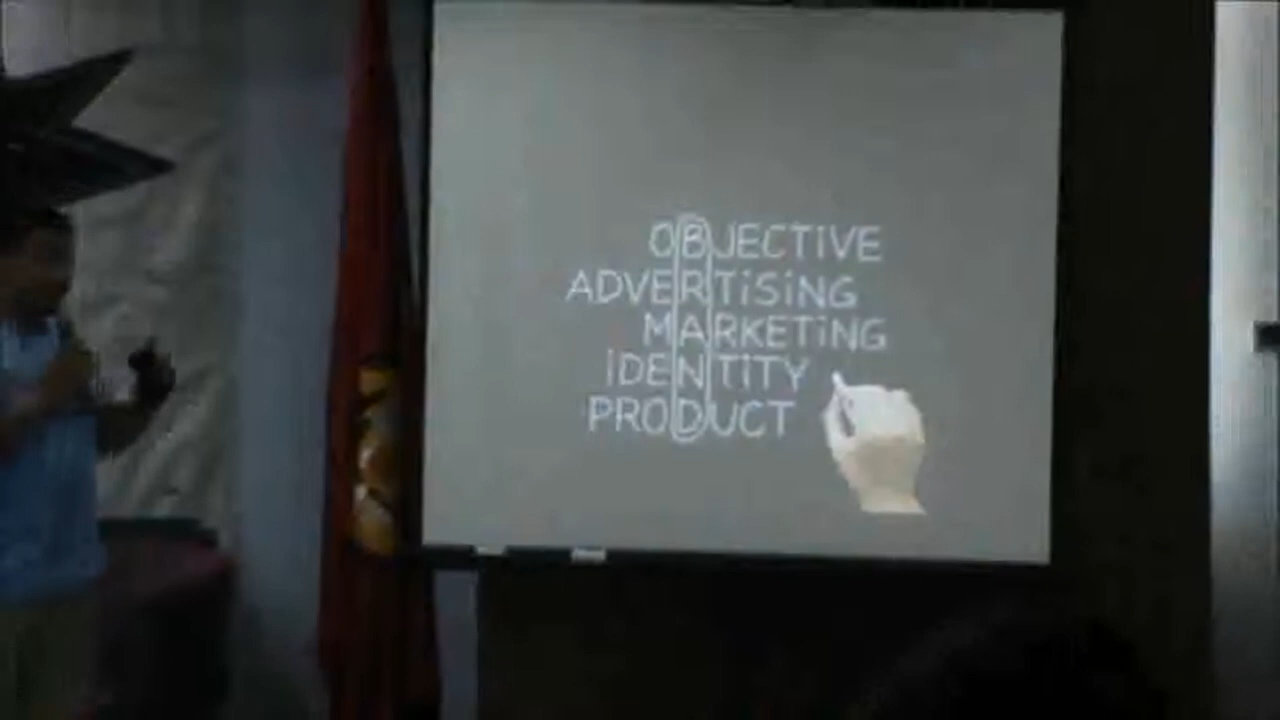 OBJECTIVE
ADVERTiSiNG
MARKETiNG
iDENTiTY
PRODUCT